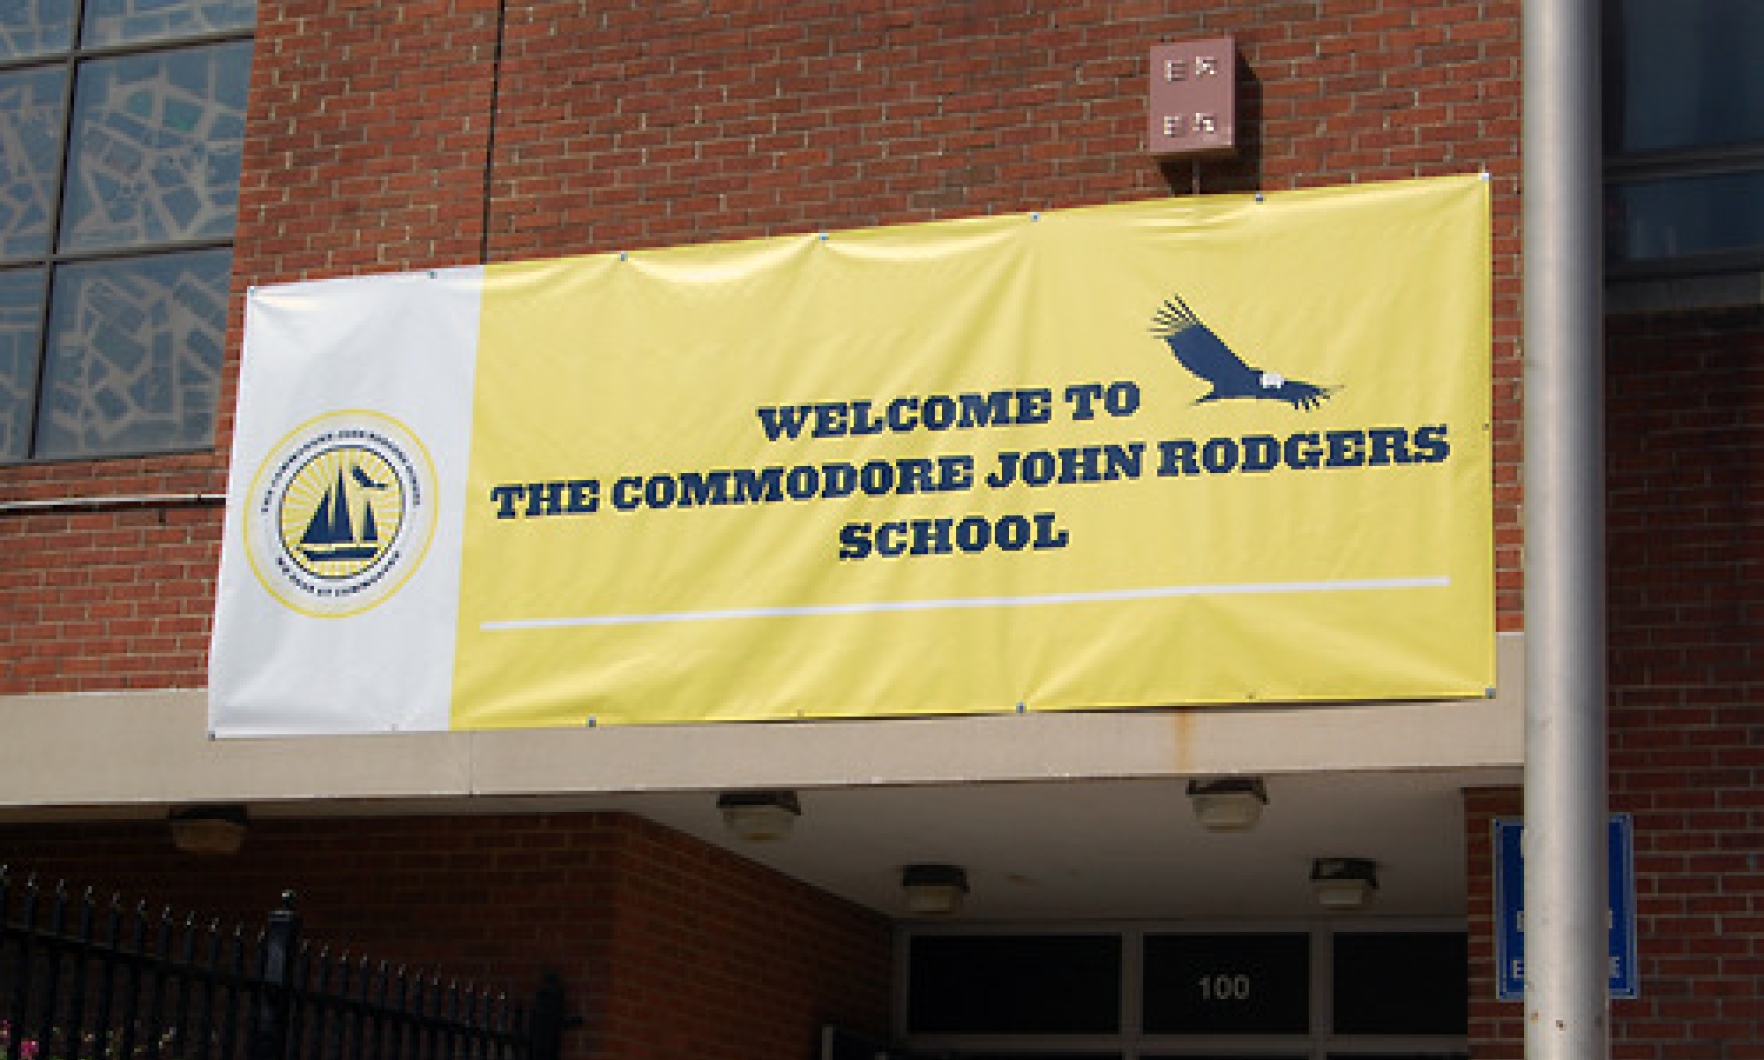 WELCOME TO
THE COMMODORE JOHN RODGERS
SCHOOL
100